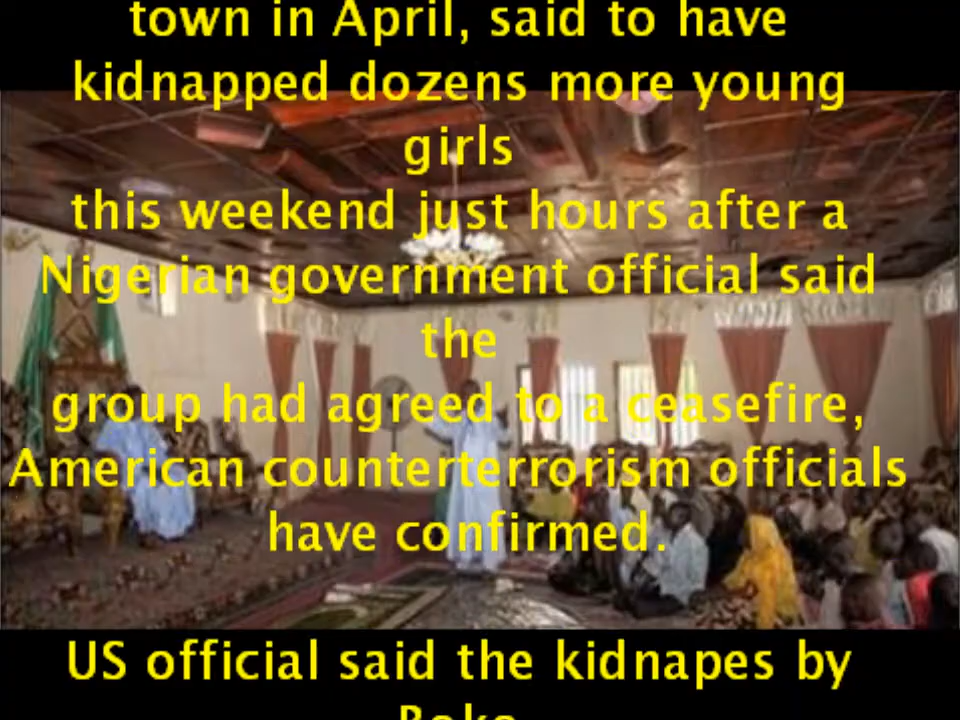 town in April, said to have
kidnapped dozens more young
girls
this weekend just hours after a
Nigerian government official said
the
group had agreed to a ceasefire,
American counterterrorism officials
have confirmed.
US official said the kidnapes by
Boko